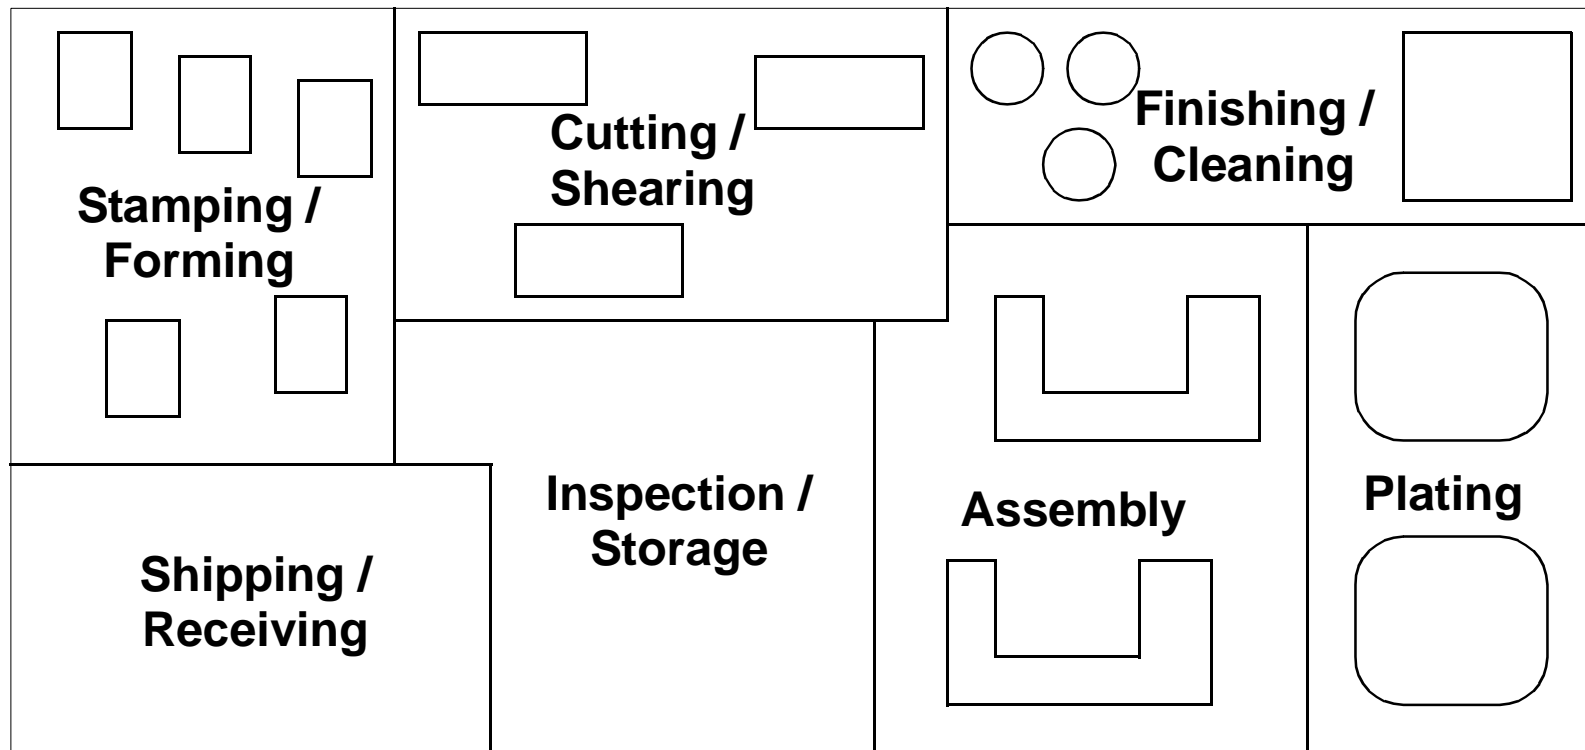 Stamping /
Forming
Cutting /
Shearing
Finishing /
Cleaning
Shipping /
Receiving
Inspection /
Storage
Assembly
Plating